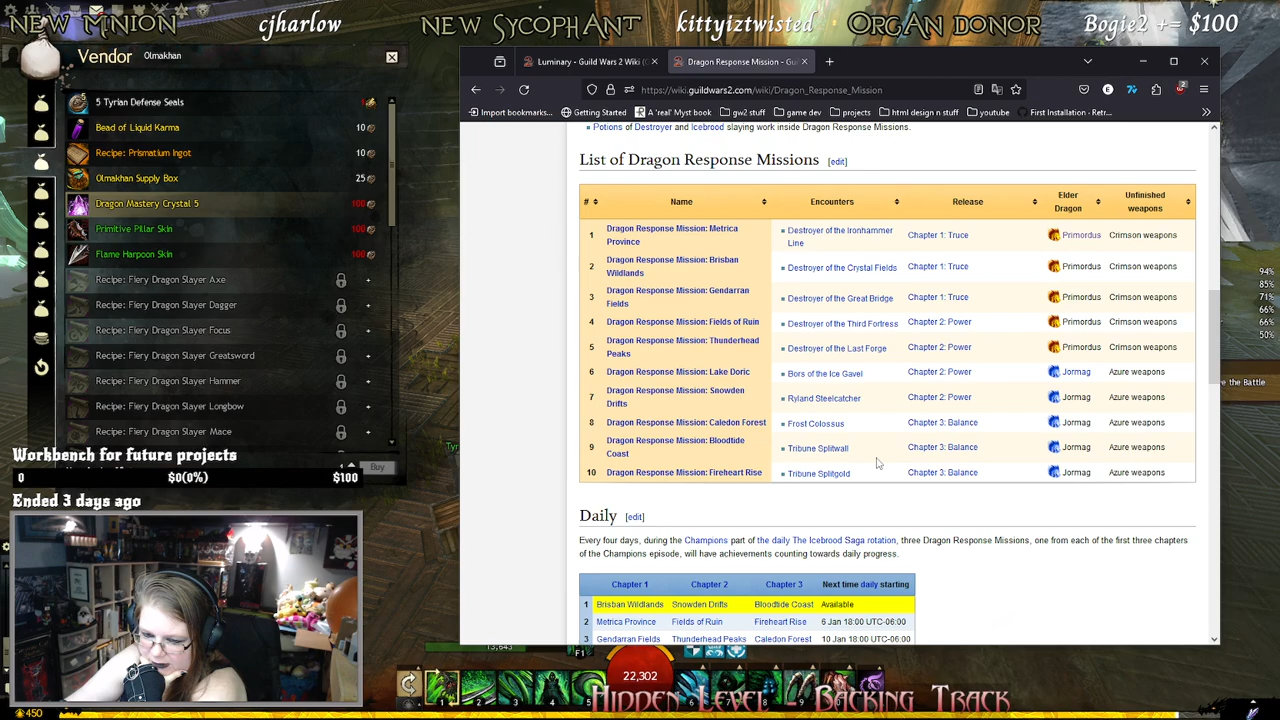 NEW MINION cjharlow NEW SYCOPHANT kittyiztwisted ORGAN DONOR Bogie2 += $100
Vendor Olmakhan
5 Tyrian Defense Seals
Bead of Liquid Karma 10
Recipe: Prismatium Ingot 10
Olmakhan Supply Box 25
Dragon Mastery Crystal 5 100
Primitive Pillar Skin 100
Flame Harpoon Skin 100
Recipe: Fiery Dragon Slayer Axe
Recipe: Fiery Dragon Slayer Dagger
Recipe: Fiery Dragon Slayer Focus
Recipe: Fiery Dragon Slayer Greatsword
Recipe: Fiery Dragon Slayer Hammer
Recipe: Fiery Dragon Slayer Longbow
Recipe: Fiery Dragon Slayer Mace
1 Buy
Workbench for future projects
0 $0(0%) $100
Ended 3 days ago
Luminary - Guild Wars 2 Wiki (
Dragon Response Mission - Gui
https://wiki.guildwars2.com/wiki/Dragon_Response_Mission
Import bookmarks... Getting Started A 'real' Myst book gw2 stuff game dev projects html design n stuff youtube First Installation - Retr...
Potions of Destroyer and Icebrood slaying work inside Dragon Response Missions.
List of Dragon Response Missions [edit]
# Name Encounters Release Elder Dragon Unfinished weapons
1 Dragon Response Mission: Metrica Province Destroyer of the Ironhammer Line Chapter 1: Truce Primordus Crimson weapons
2 Dragon Response Mission: Brisban Wildlands Destroyer of the Crystal Fields Chapter 1: Truce Primordus Crimson weapons
3 Dragon Response Mission: Gendarran Fields Destroyer of the Great Bridge Chapter 1: Truce Primordus Crimson weapons
4 Dragon Response Mission: Fields of Ruin Destroyer of the Third Fortress Chapter 2: Power Primordus Crimson weapons
5 Dragon Response Mission: Thunderhead Peaks Destroyer of the Last Forge Chapter 2: Power Primordus Crimson weapons
6 Dragon Response Mission: Lake Doric Bors of the Ice Gavel Chapter 2: Power Jormag Azure weapons
7 Dragon Response Mission: Snowden Drifts Ryland Steelcatcher Chapter 2: Power Jormag Azure weapons
8 Dragon Response Mission: Caledon Forest Frost Colossus Chapter 3: Balance Jormag Azure weapons
9 Dragon Response Mission: Bloodtide Coast Tribune Splitwall Chapter 3: Balance Jormag Azure weapons
10 Dragon Response Mission: Fireheart Rise Tribune Splitgold Chapter 3: Balance Jormag Azure weapons
Daily [edit]
Every four days, during the Champions part of the daily The Icebrood Saga rotation, three Dragon Response Missions, one from each of the first three chapters
of the Champions episode, will have achievements counting towards daily progress.
Chapter 1 Chapter 2 Chapter 3 Next time daily starting
1 Brisban Wildlands Snowden Drifts Bloodtide Coast Available
2 Metrica Province Fields of Ruin Fireheart Rise 6 Jan 18:00 UTC-06:00
3 Gendarran Fields Thunderhead Peaks Caledon Forest 10 Jan 18:00 UTC-06:00
94%
85%
71%
66%
66%
50%
e the Battle
F1
22,302
Hidden Level - Backing Track
450